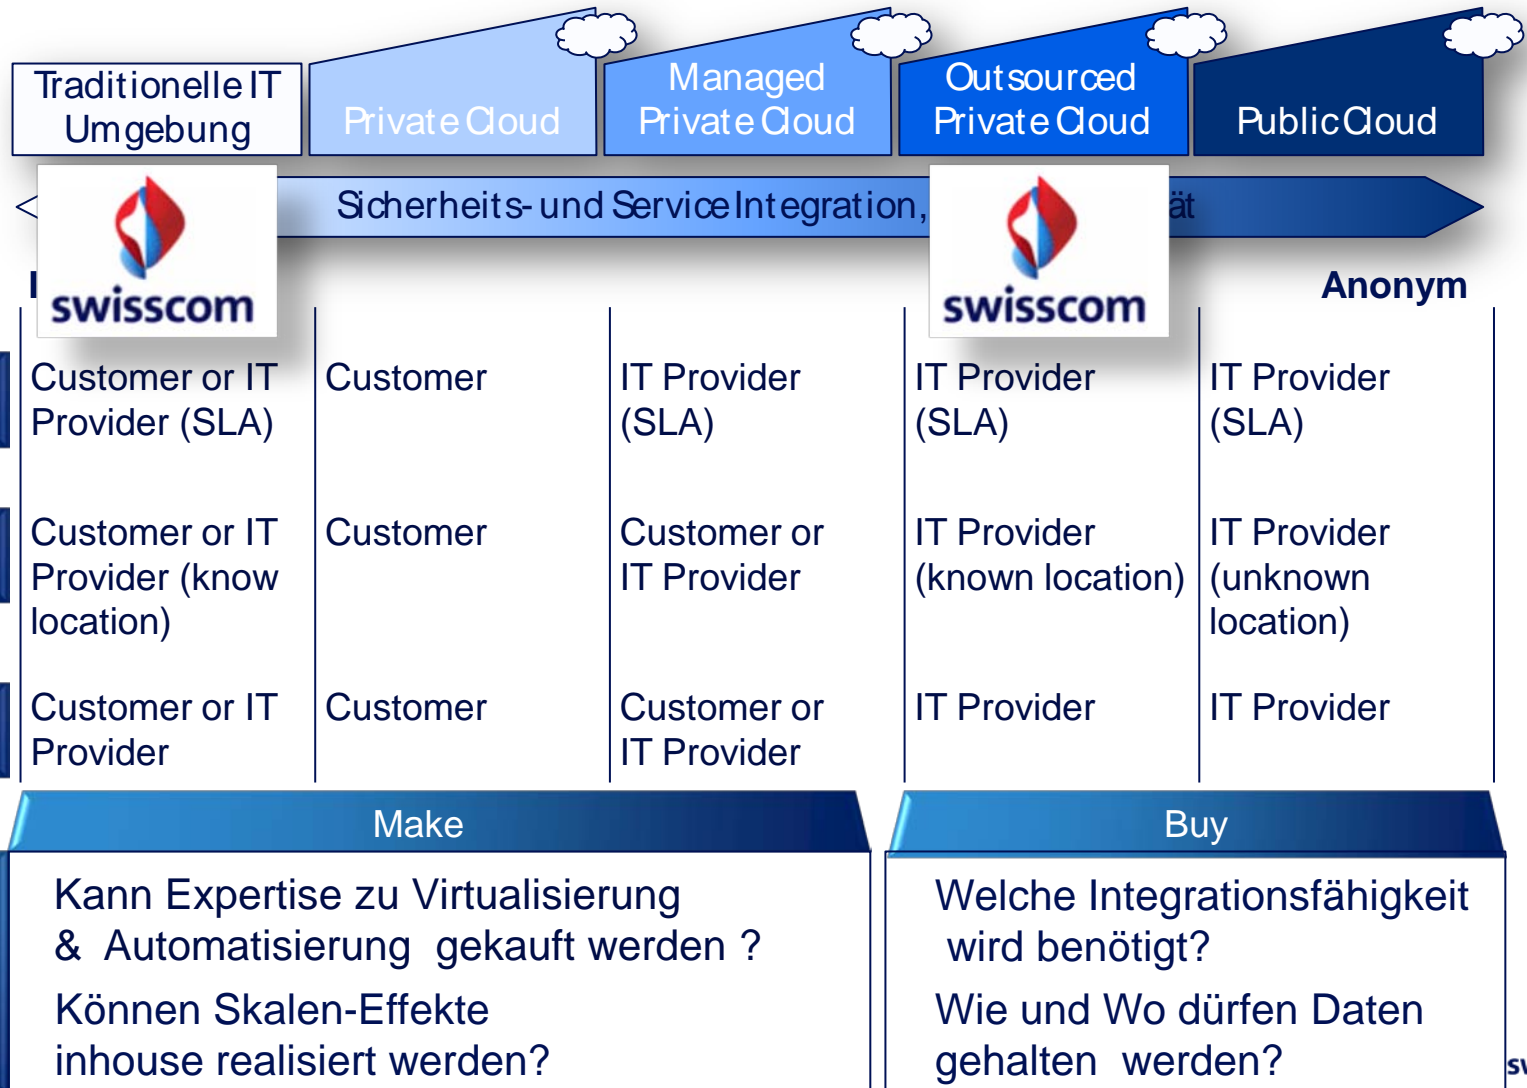 Traditionelle IT
Umgebung
Private Cloud
Managed
Private Cloud
Outsourced
Private Cloud
Public Cloud
Sicherheits- und Service Integration,
swisscom
swisscom
Anonym
Customer or IT
Provider (SLA)
Customer
IT Provider
(SLA)
IT Provider
(SLA)
IT Provider
(SLA)
Customer or IT
Provider (know
location)
Customer
Customer or
IT Provider
IT Provider
(known location)
IT Provider
(unknown
location)
Customer or IT
Provider
Customer
Customer or
IT Provider
IT Provider
IT Provider
Make
Buy
Kann Expertise zu Virtualisierung
& Automatisierung gekauft werden ?
Können Skalen-Effekte
inhouse realisiert werden?
Welche Integrationsfähigkeit
wird benötigt?
Wie und Wo dürfen Daten
gehalten werden?